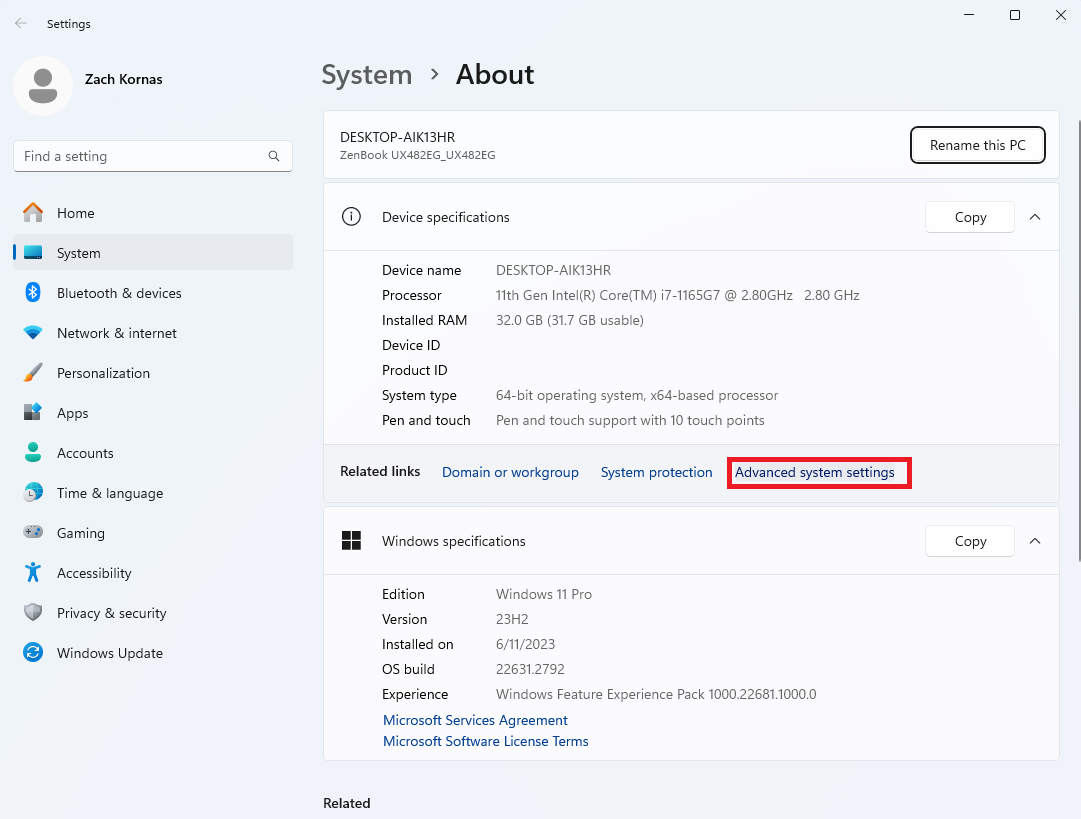 Settings
Zach Kornas
Find a setting
Home
System
Bluetooth & devices
Network & internet
Personalization
Apps
Accounts
Time & language
Gaming
Accessibility
Privacy & security
Windows Update
System > About
DESKTOP-AIK13HR
ZenBook UX482EG_UX482EG
Rename this PC
Device specifications
Copy
Device name DESKTOP-AIK13HR
Processor 11th Gen Intel(R) Core(TM) i7-1165G7 @ 2.80GHz 2.80 GHz
Installed RAM 32.0 GB (31.7 GB usable)
Device ID
Product ID
System type 64-bit operating system, x64-based processor
Pen and touch Pen and touch support with 10 touch points
Related links Domain or workgroup System protection Advanced system settings
Windows specifications
Copy
Edition Windows 11 Pro
Version 23H2
Installed on 6/11/2023
OS build 22631.2792
Experience Windows Feature Experience Pack 1000.22681.1000.0
Microsoft Services Agreement
Microsoft Software License Terms
Related